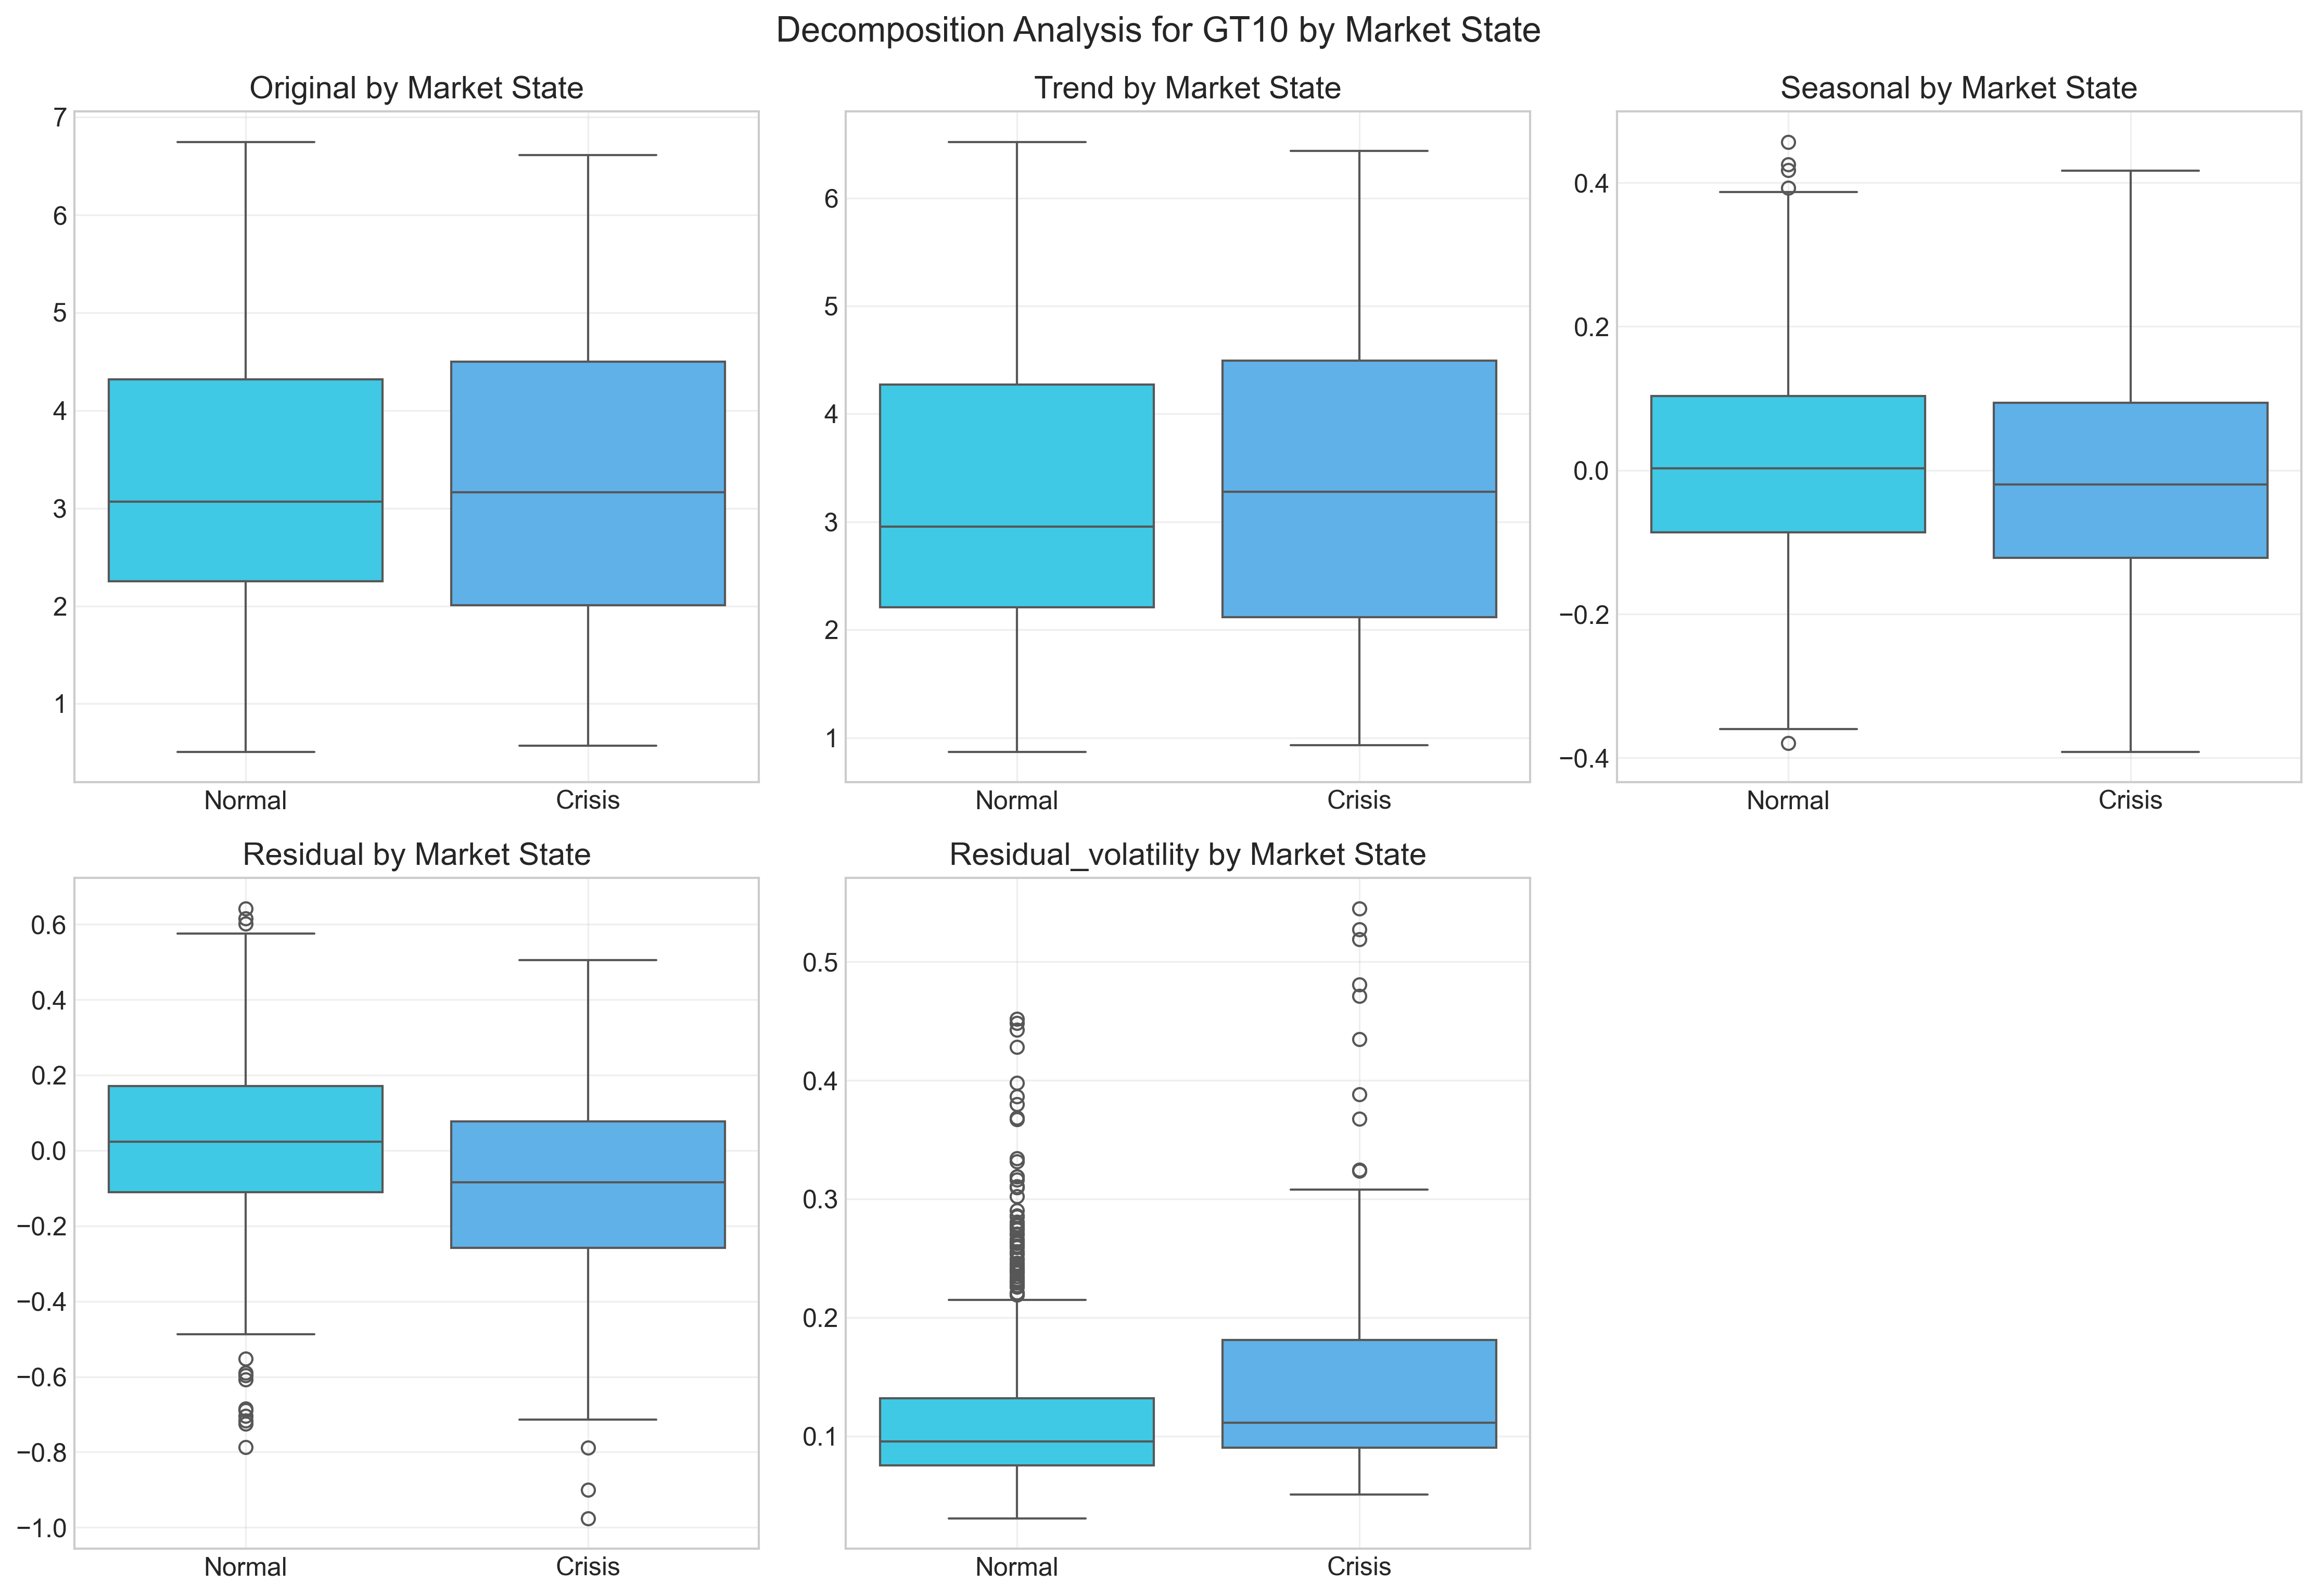 Decomposition Analysis for GT10 by Market State
Original by Market State
7
6
5
4
3
2
1
Normal Crisis
Trend by Market State
6
5
4
3
2
1
Normal Crisis
Seasonal by Market State
0.4
0.2
0.0
−0.2
−0.4
Normal Crisis
Residual by Market State
0.6
0.4
0.2
0.0
−0.2
−0.4
−0.6
−0.8
−1.0
Normal Crisis
Residual_volatility by Market State
0.5
0.4
0.3
0.2
0.1
Normal Crisis